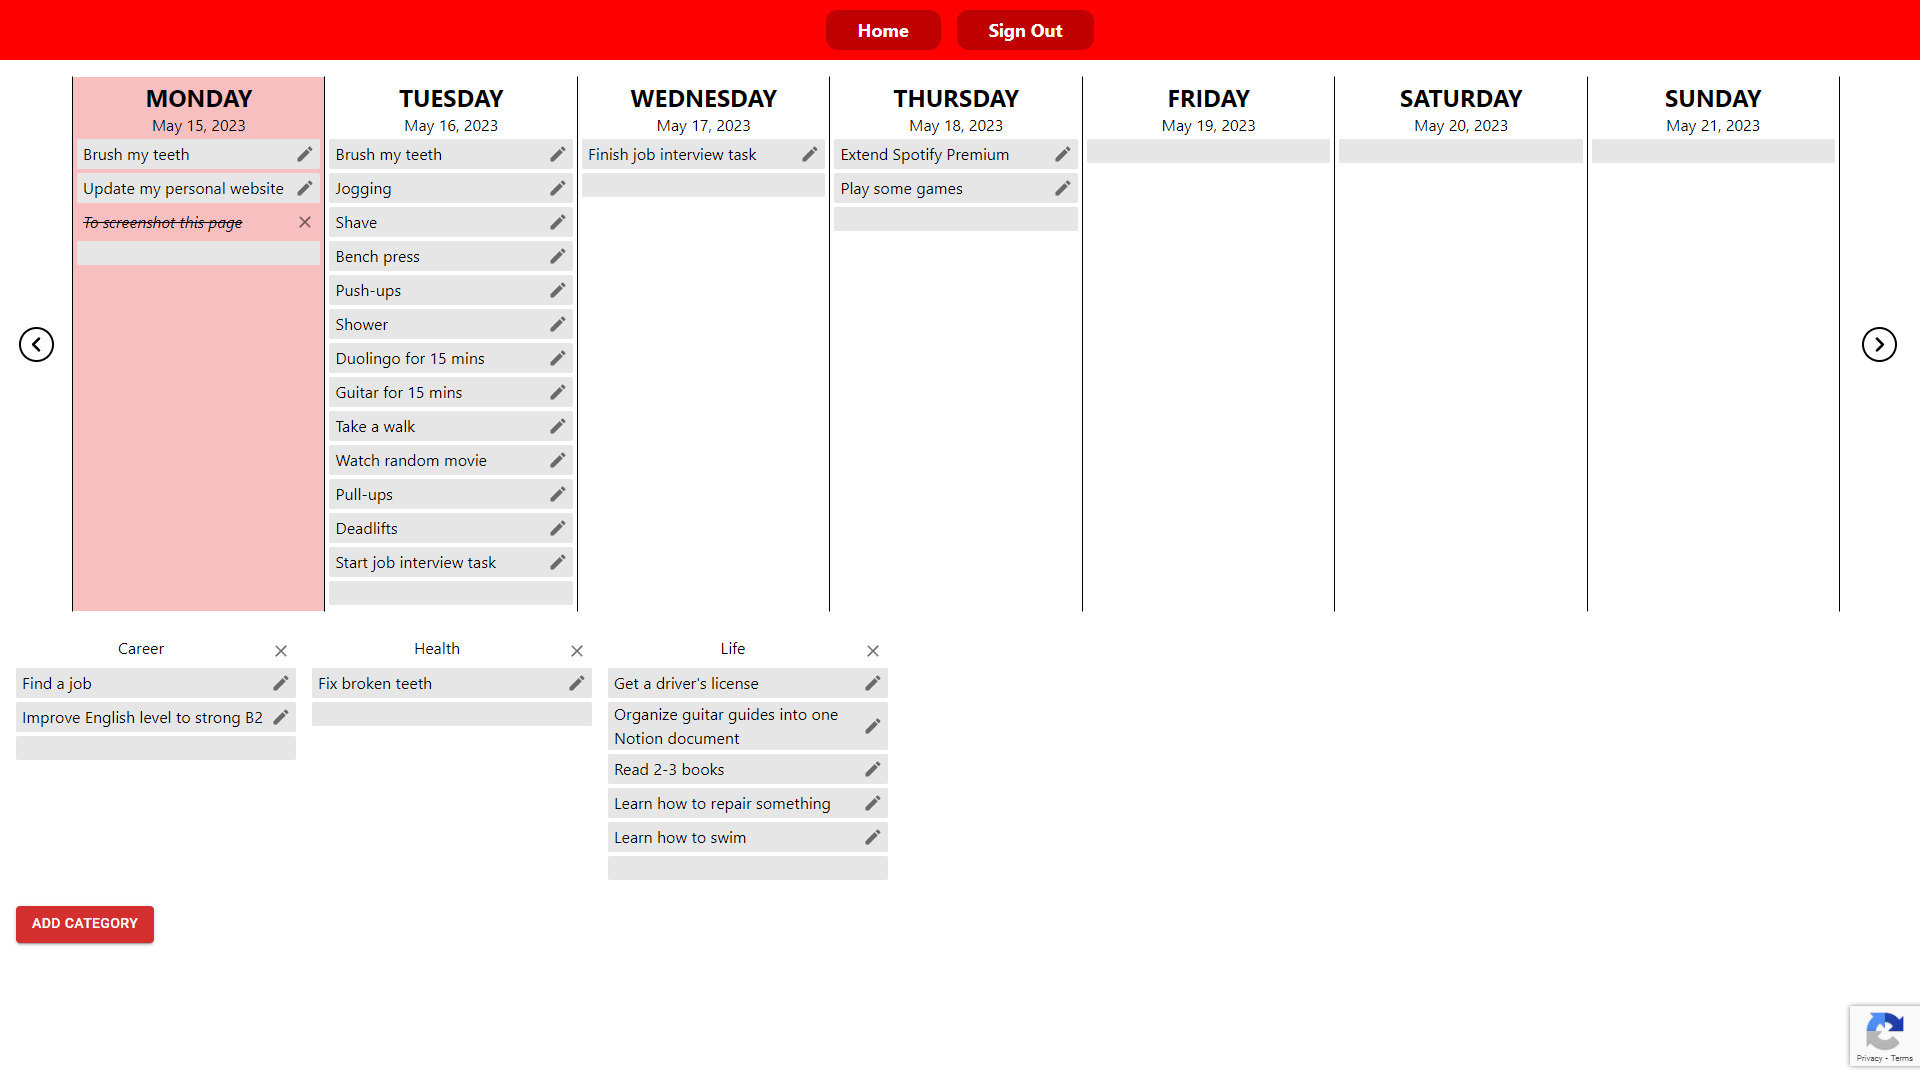 Home
Sign Out
MONDAY
May 15, 2023
Brush my teeth
Update my personal website
To screenshot this page
TUESDAY
May 16, 2023
Brush my teeth
Jogging
Shave
Bench press
Push-ups
Shower
Duolingo for 15 mins
Guitar for 15 mins
Take a walk
Watch random movie
Pull-ups
Deadlifts
Start job interview task
WEDNESDAY
May 17, 2023
Finish job interview task
THURSDAY
May 18, 2023
Extend Spotify Premium
Play some games
FRIDAY
May 19, 2023
SATURDAY
May 20, 2023
SUNDAY
May 21, 2023
Career
Find a job
Improve English level to strong B2
Health
Fix broken teeth
Life
Get a driver's license
Organize guitar guides into one
Notion document
Read 2-3 books
Learn how to repair something
Learn how to swim
ADD CATEGORY
Privacy - Terms